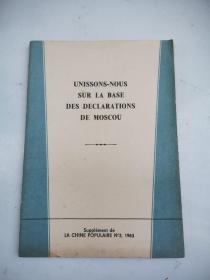 UNISSONS-NOUS
SUR LA BASE
DES DECLARATIONS
DE MOSCOU
Supplément de
LA CHINE POPULAIRE N°3, 1963